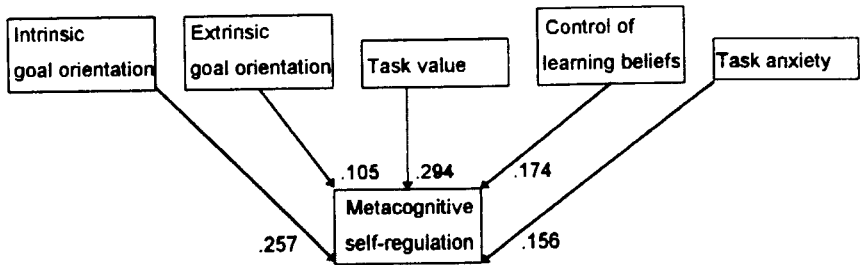 Intrinsic
goal orientation
Extrinsic
goal orientation
Task value
Control of
learning beliefs
Task anxiety
.105
.294
.174
Metacognitive
self-regulation
.257
.156